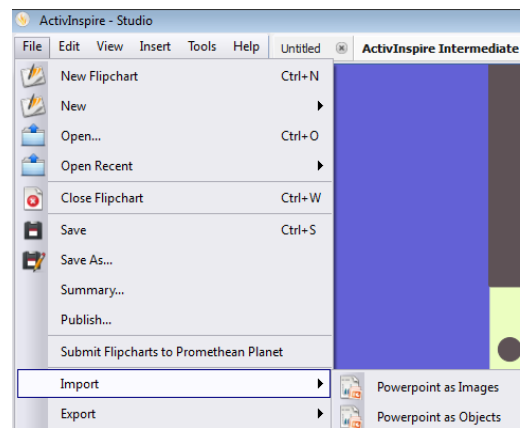 ActivInspire - Studio
File Edit View Insert Tools Help Untitled ActivInspire Intermediate
New Flipchart Ctrl+N
New
Open... Ctrl+O
Open Recent
Close Flipchart Ctrl+W
Save Ctrl+S
Save As...
Summary...
Publish...
Submit Flipcharts to Promethean Planet
Import Powerpoint as Images
Export Powerpoint as Objects